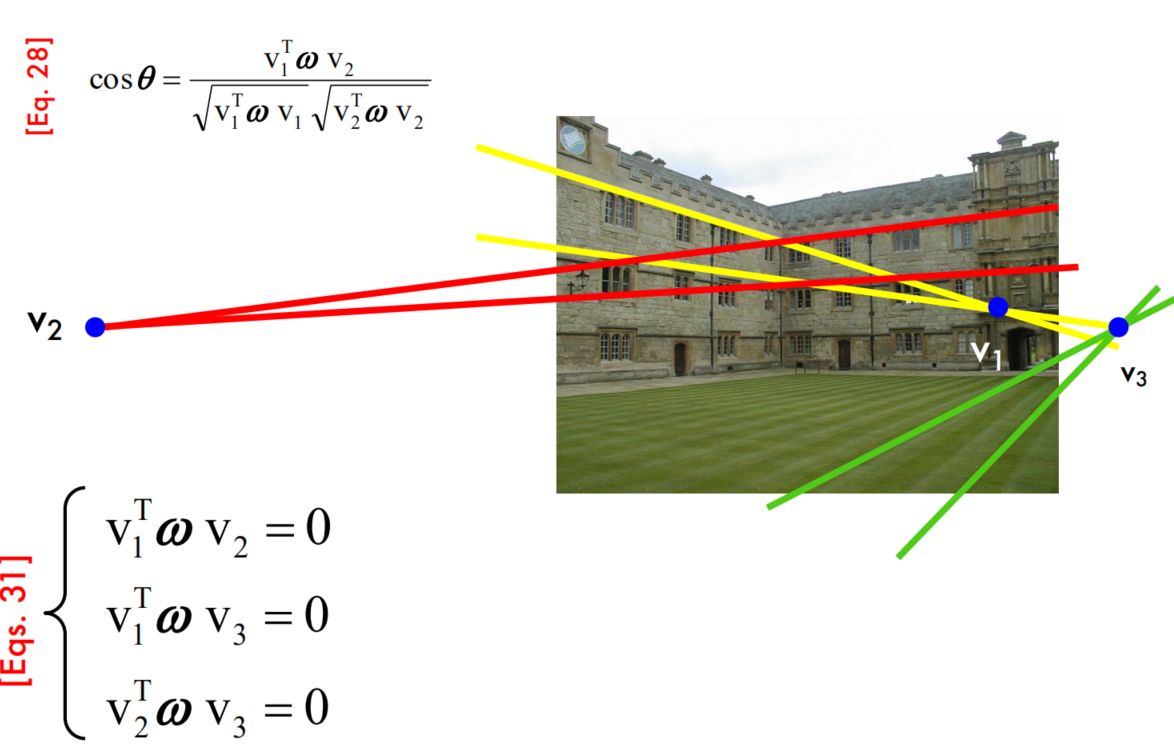 [Eq. 28]
cos θ = v₁ᵀ ω v₂ / (√(v₁ᵀ ω v₁) √(v₂ᵀ ω v₂))
v₂
v₁
v₃
[Eqs. 31]
v₁ᵀ ω v₂ = 0
v₁ᵀ ω v₃ = 0
v₂ᵀ ω v₃ = 0